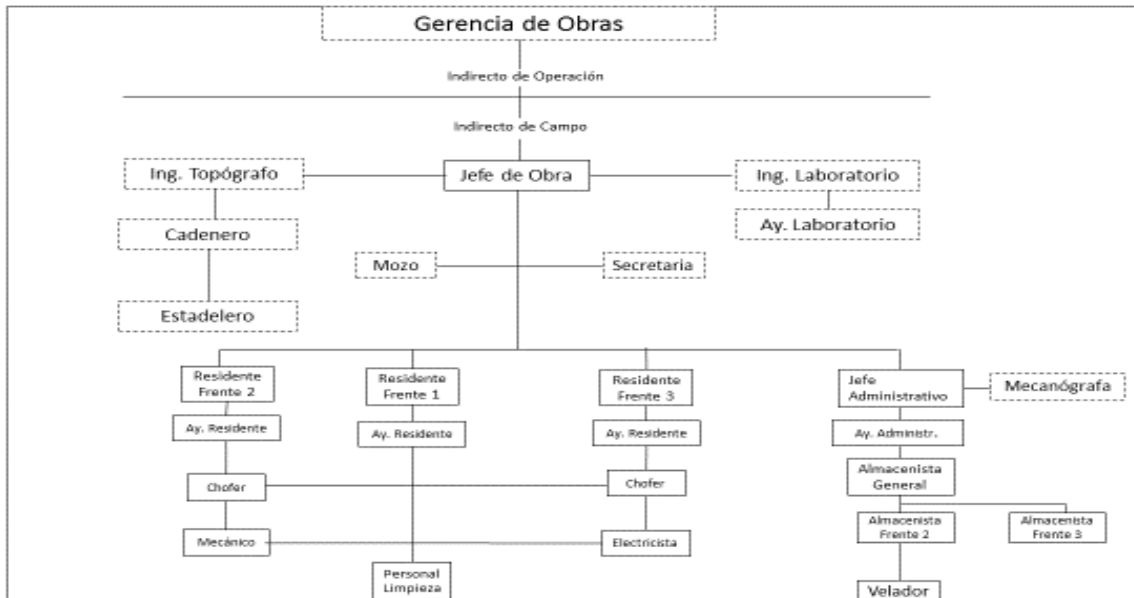 Gerencia de Obras
Indirecto de Operación
Indirecto de Campo
Ing. Topógrafo
Jefe de Obra
Ing. Laboratorio
Cadenero
Ay. Laboratorio
Mozo
Secretaria
Estadelero
Residente
Frente 2
Residente
Frente 1
Residente
Frente 3
Jefe
Administrativo
Mecanógrafa
Ay. Residente
Ay. Residente
Ay. Residente
Ay. Administr.
Chofer
Chofer
Almacenista
General
Mecánico
Electricista
Almacenista
Frente 2
Almacenista
Frente 3
Personal
Limpieza
Velador